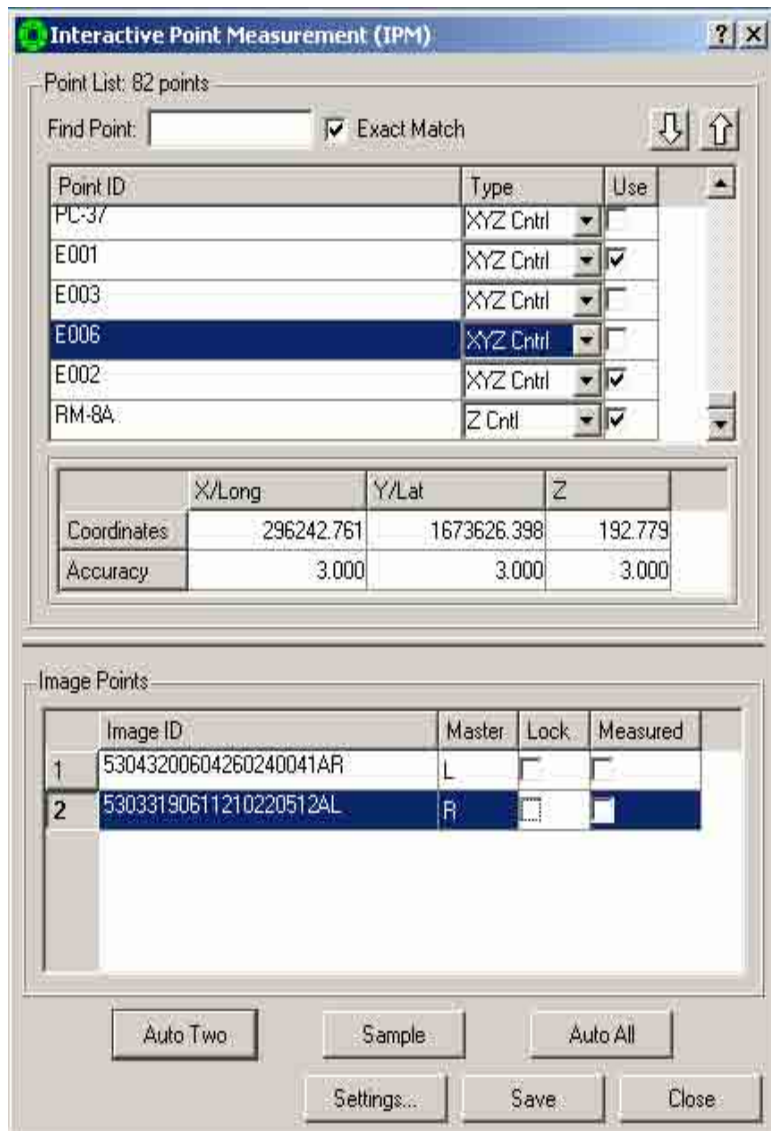 Interactive Point Measurement (IPM)
Point List: 82 points
Find Point: Exact Match
Point ID Type Use
PC-37 XYZ Cntrl
E001 XYZ Cntrl
E003 XYZ Cntrl
E006 XYZ Cntrl
E002 XYZ Cntrl
RM-8A Z Cntl
X/Long Y/Lat Z
Coordinates 296242.761 1673626.398 192.779
Accuracy 3.000 3.000 3.000
Image Points
Image ID Master Lock Measured
1 53043200604260240041AR L
2 53033190611210220512AL R
Auto Two Sample Auto All
Settings... Save Close